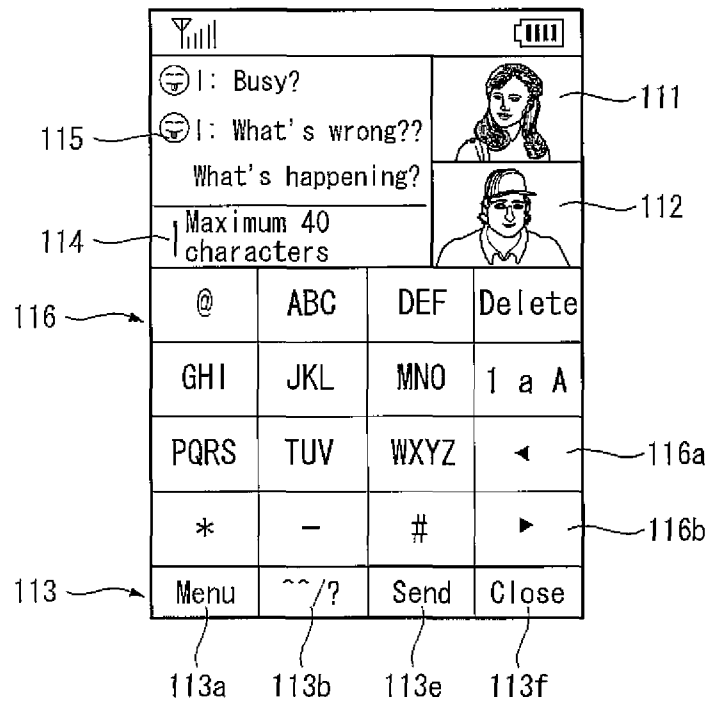 I: Busy?
111
I: What's wrong??
115
What's happening?
112
Maximum 40
114
characters
@ ABC DEF Delete
116
GHI JKL MNO 1 a A
PQRS TUV WXYZ ◄
116a
* - # ►
116b
113
Menu ^^/? Send Close
113a 113b 113e 113f